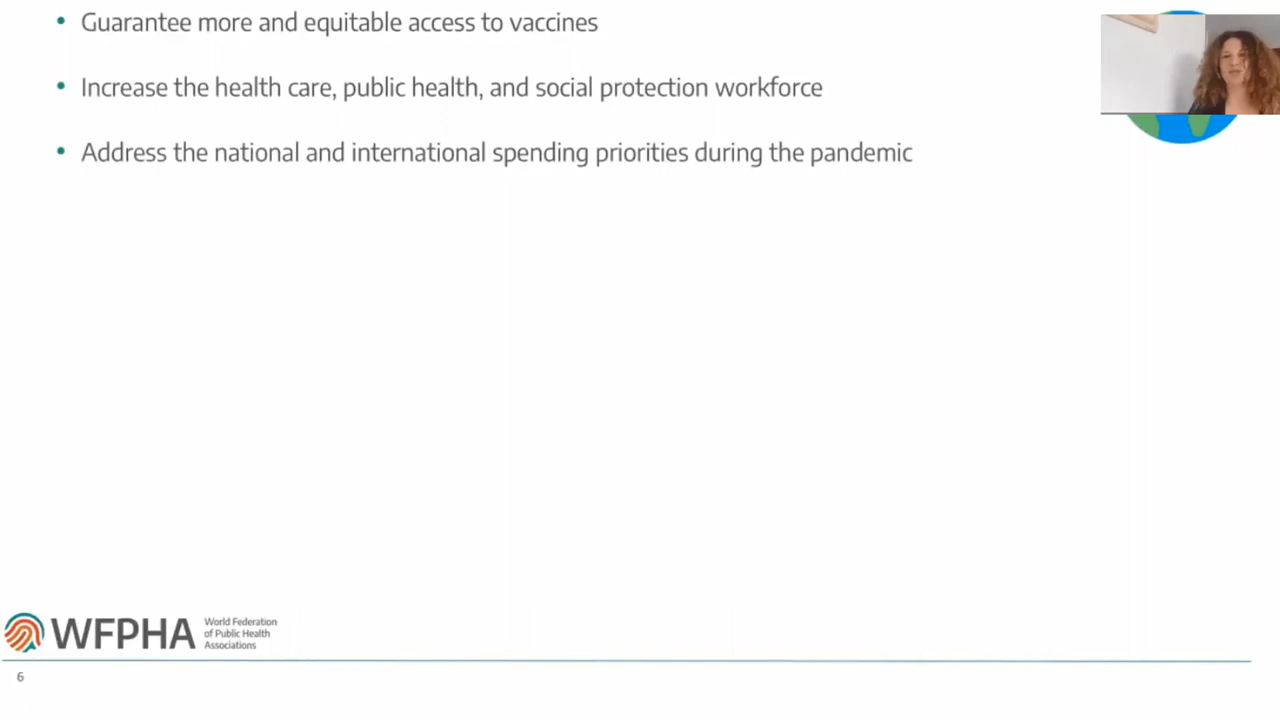 • Guarantee more and equitable access to vaccines
• Increase the health care, public health, and social protection workforce
• Address the national and international spending priorities during the pandemic
WFPHA
World Federation
of Public Health
Associations
6